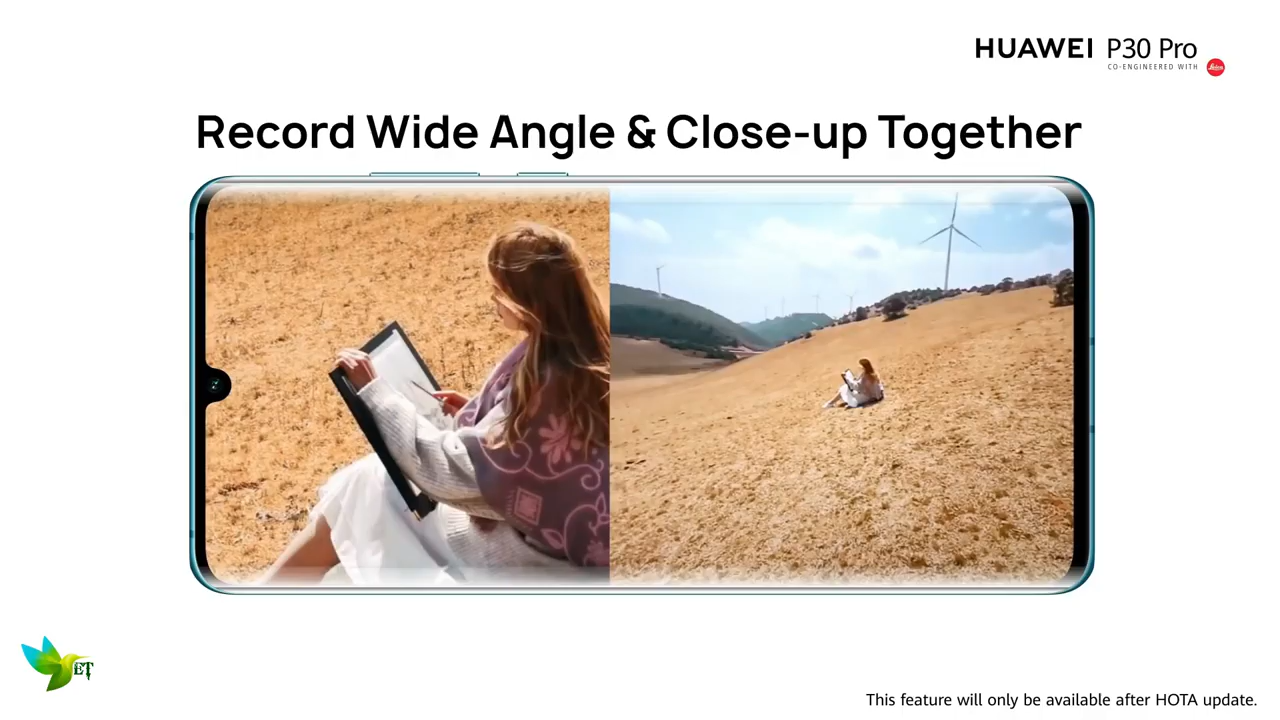 HUAWEI P30 Pro
CO-ENGINEERED WITH Leica
Record Wide Angle & Close-up Together
ET
This feature will only be available after HOTA update.